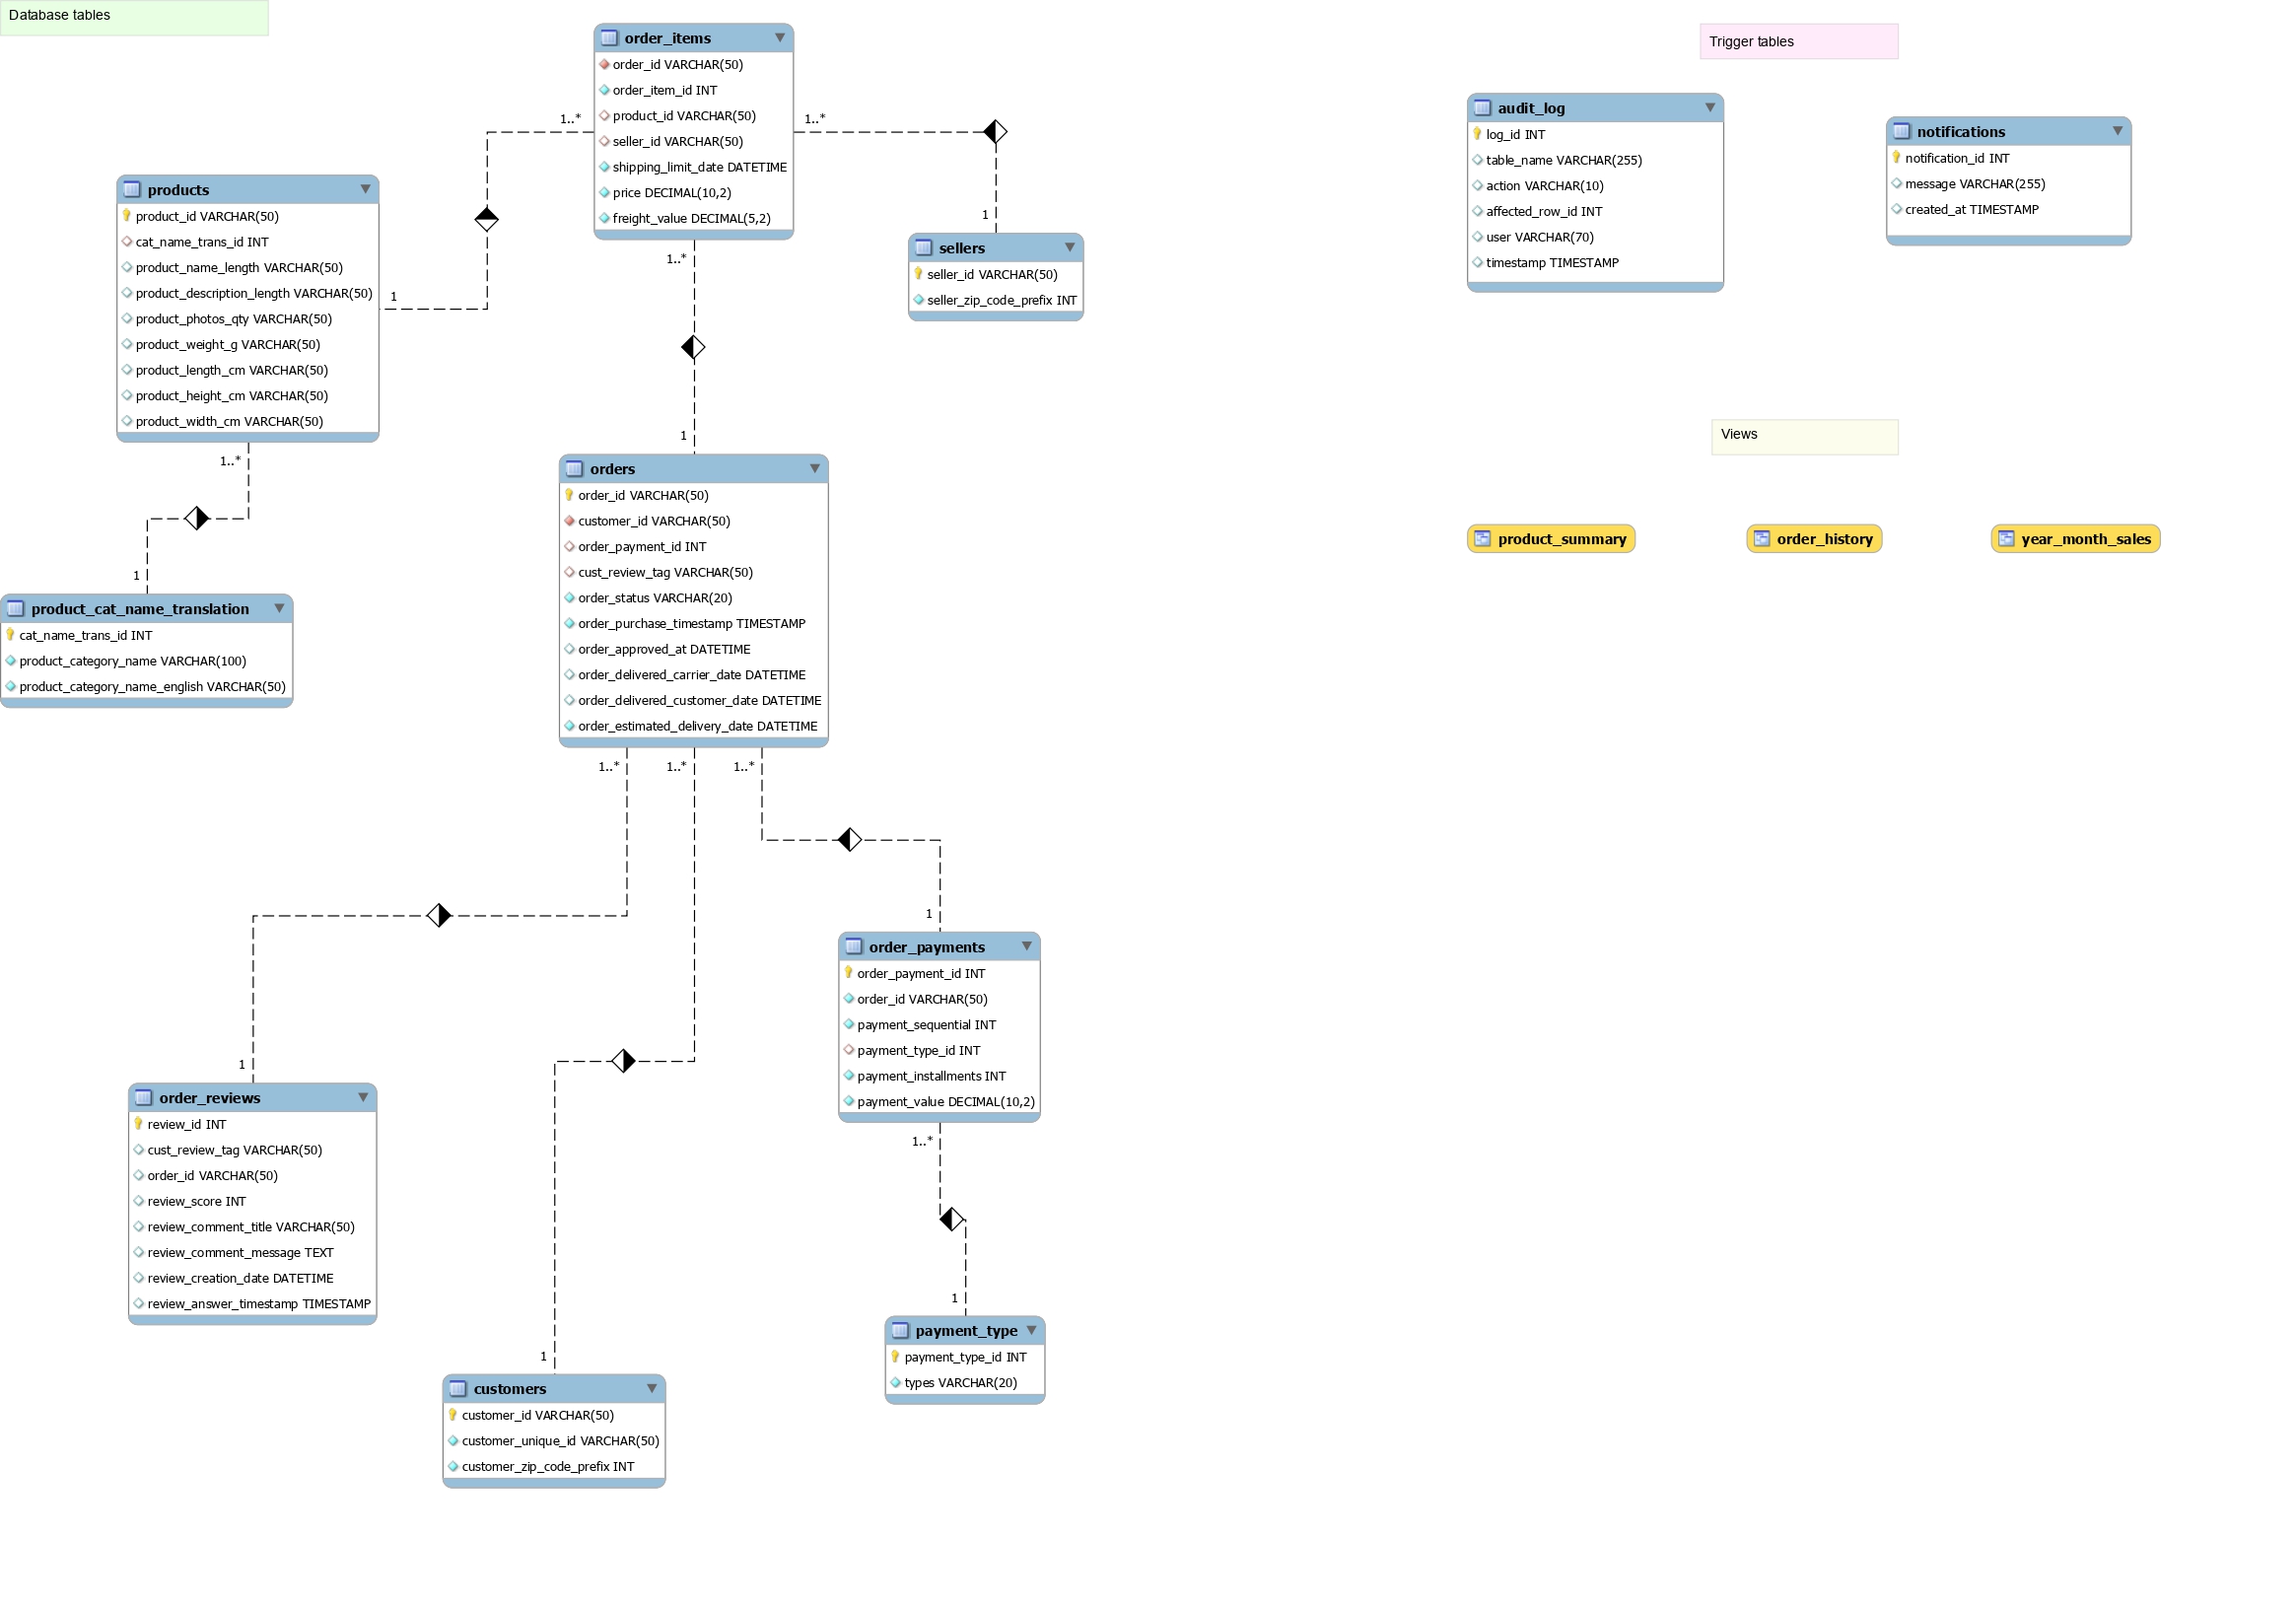 Database tables
order_items
order_id VARCHAR(50)
order_item_id INT
product_id VARCHAR(50)
seller_id VARCHAR(50)
shipping_limit_date DATETIME
price DECIMAL(10,2)
freight_value DECIMAL(5,2)
1..*
1..*
1..*
1
1
1
products
product_id VARCHAR(50)
cat_name_trans_id INT
product_name_length VARCHAR(50)
product_description_length VARCHAR(50)
product_photos_qty VARCHAR(50)
product_weight_g VARCHAR(50)
product_length_cm VARCHAR(50)
product_height_cm VARCHAR(50)
product_width_cm VARCHAR(50)
1..*
1
sellers
seller_id VARCHAR(50)
seller_zip_code_prefix INT
product_cat_name_translation
cat_name_trans_id INT
product_category_name VARCHAR(100)
product_category_name_english VARCHAR(50)
orders
order_id VARCHAR(50)
customer_id VARCHAR(50)
order_payment_id INT
cust_review_tag VARCHAR(50)
order_status VARCHAR(20)
order_purchase_timestamp TIMESTAMP
order_approved_at DATETIME
order_delivered_carrier_date DATETIME
order_delivered_customer_date DATETIME
order_estimated_delivery_date DATETIME
1..*
1..*
1..*
1
1
1
order_payments
order_payment_id INT
order_id VARCHAR(50)
payment_sequential INT
payment_type_id INT
payment_installments INT
payment_value DECIMAL(10,2)
1..*
1
order_reviews
review_id INT
cust_review_tag VARCHAR(50)
order_id VARCHAR(50)
review_score INT
review_comment_title VARCHAR(50)
review_comment_message TEXT
review_creation_date DATETIME
review_answer_timestamp TIMESTAMP
payment_type
payment_type_id INT
types VARCHAR(20)
customers
customer_id VARCHAR(50)
customer_unique_id VARCHAR(50)
customer_zip_code_prefix INT
Trigger tables
audit_log
log_id INT
table_name VARCHAR(255)
action VARCHAR(10)
affected_row_id INT
user VARCHAR(70)
timestamp TIMESTAMP
notifications
notification_id INT
message VARCHAR(255)
created_at TIMESTAMP
Views
product_summary
order_history
year_month_sales